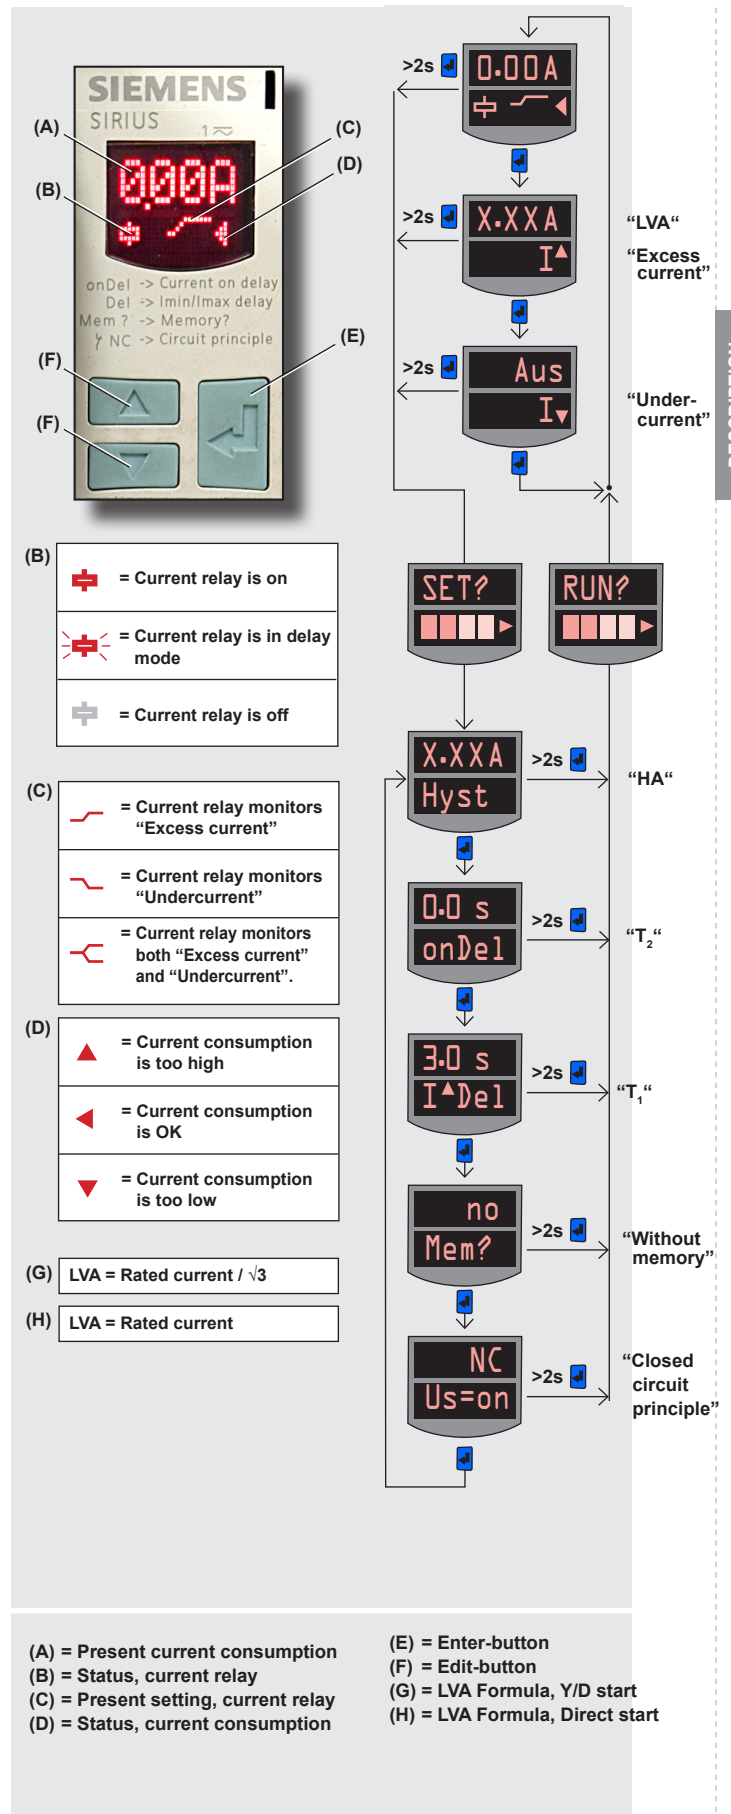 SIEMENS
SIRIUS
1
0.00A
onDel -> Current on delay
Del -> Imin/Imax delay
Mem ? -> Memory?
NC -> Circuit principle
(A)
(B)
(C)
(D)
(E)
(F)
(F)
>2s
0.00A
>2s
X.XXA
I▲
“LVA“
“Excess
current”
>2s
Aus
I▼
“Under-
current”
SET?
RUN?
X.XXA
Hyst
>2s
“HA“
0.0 s
onDel
>2s
“T₂“
3.0 s
I▲Del
>2s
“T₁“
no
Mem?
>2s
“Without
memory”
NC
Us=on
>2s
“Closed
circuit
principle”
(B)
= Current relay is on
= Current relay is in delay
mode
= Current relay is off
(C)
= Current relay monitors
“Excess current”
= Current relay monitors
“Undercurrent”
= Current relay monitors
both “Excess current”
and “Undercurrent”.
(D)
= Current consumption
is too high
= Current consumption
is OK
= Current consumption
is too low
(G)
LVA = Rated current / √3
(H)
LVA = Rated current
(A) = Present current consumption
(B) = Status, current relay
(C) = Present setting, current relay
(D) = Status, current consumption
(E) = Enter-button
(F) = Edit-button
(G) = LVA Formula, Y/D start
(H) = LVA Formula, Direct start